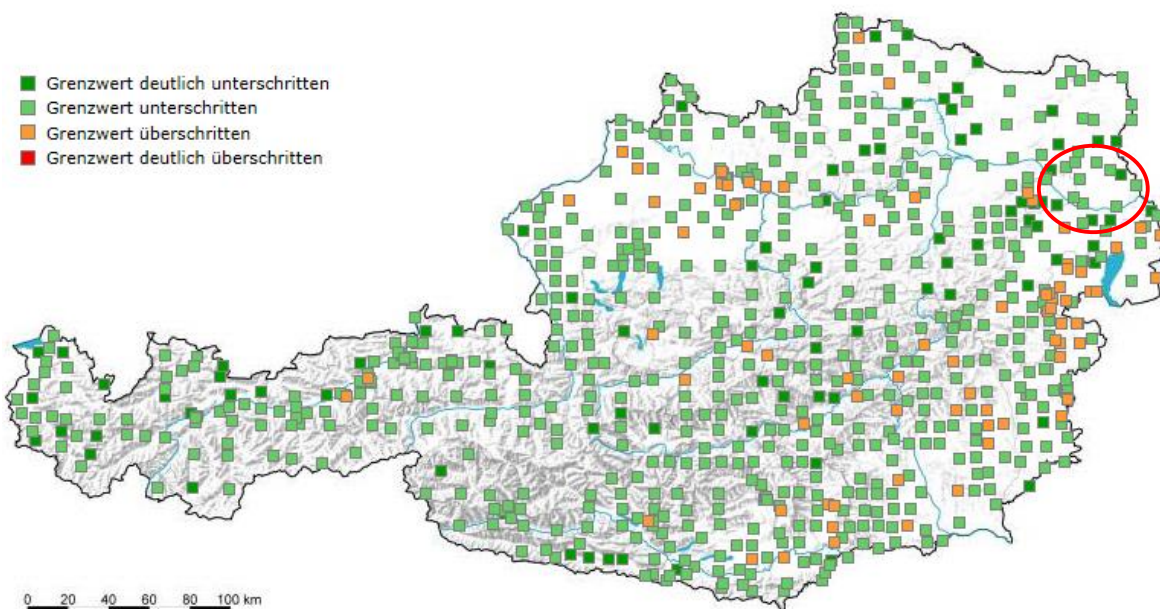 Grenzwert deutlich unterschritten
Grenzwert unterschritten
Grenzwert überschritten
Grenzwert deutlich überschritten
0 20 40 60 80 100 km